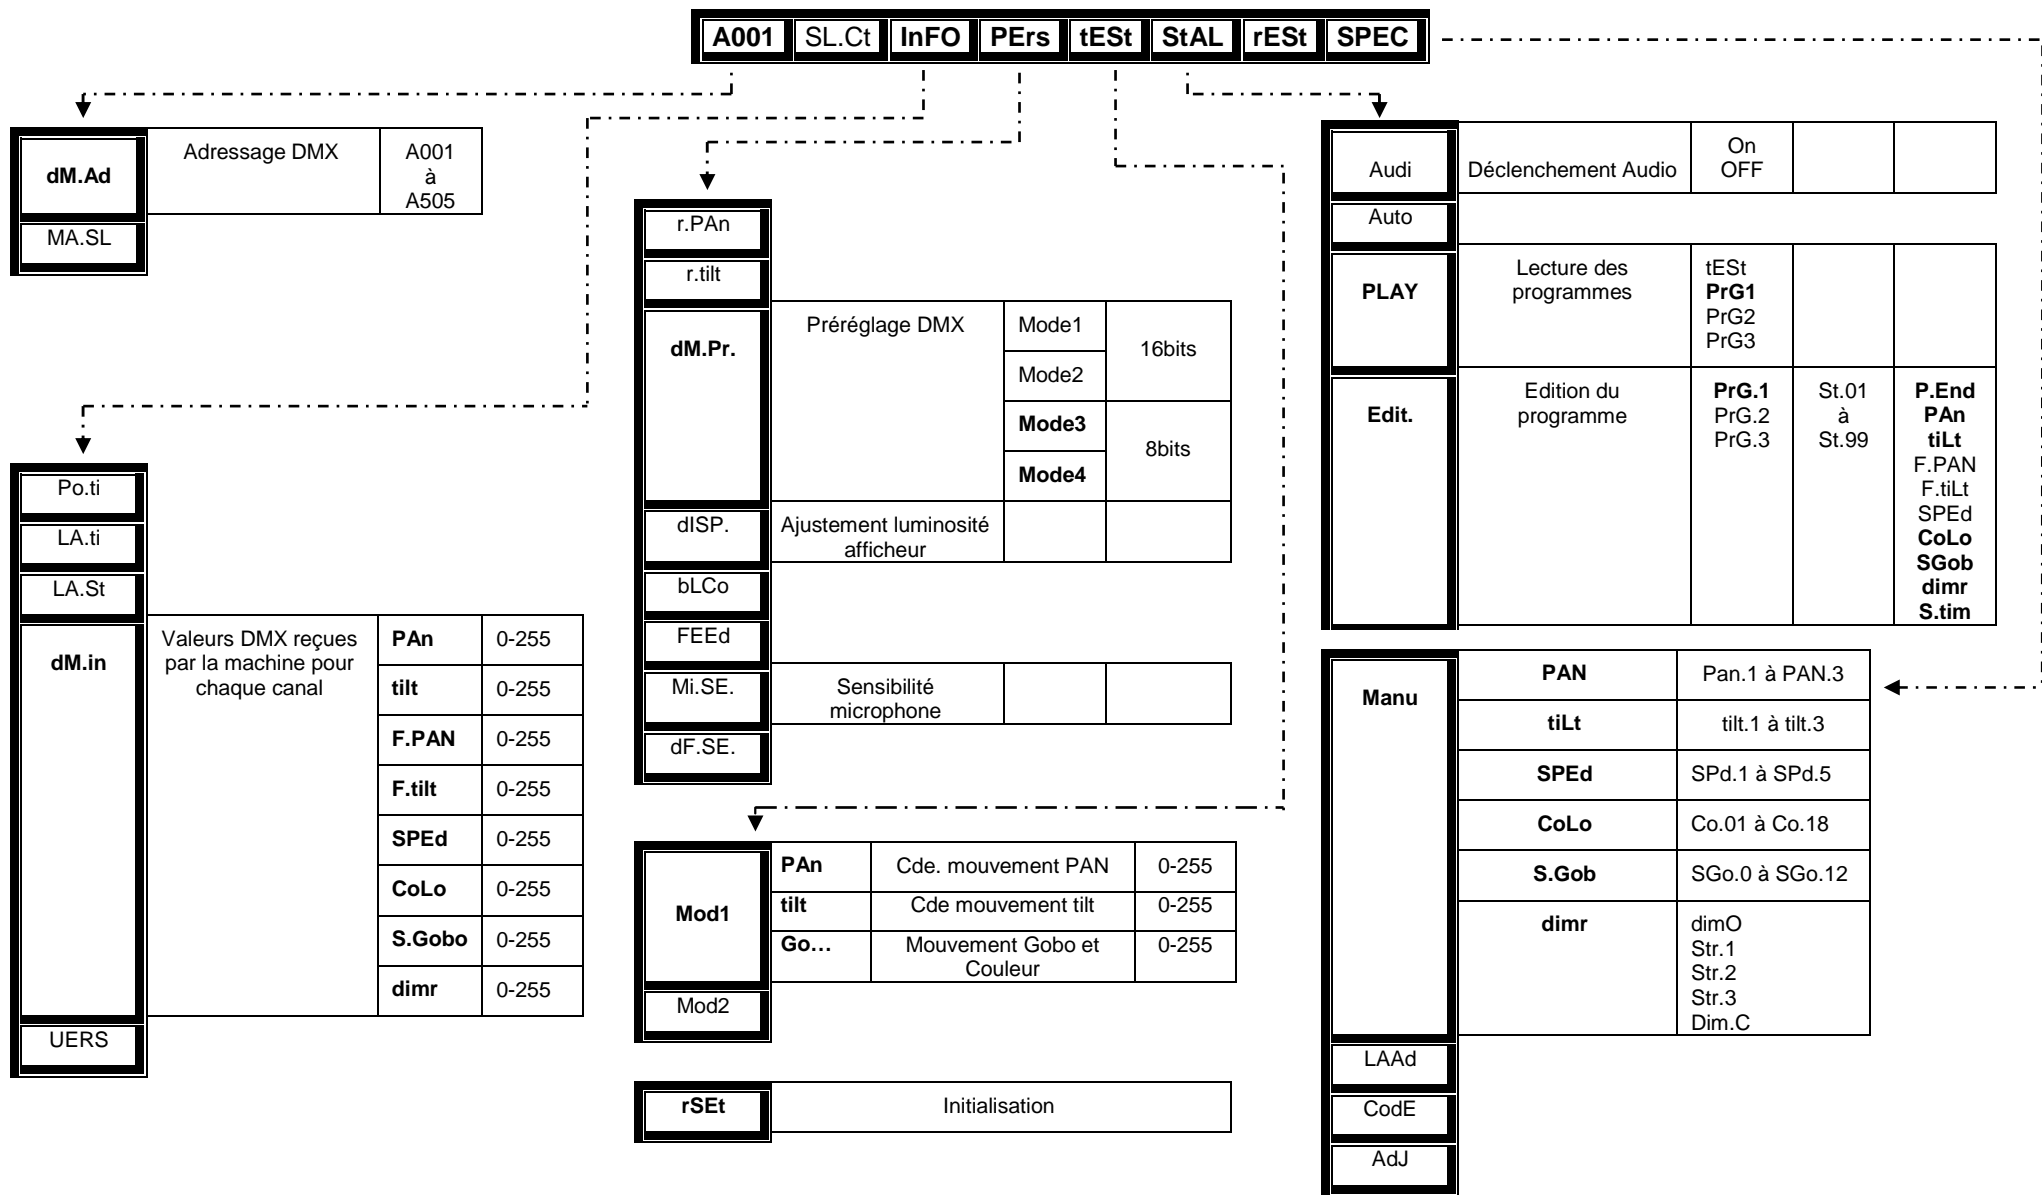 A001 SL.Ct InFO PErs tESt StAL rESt SPEC
dM.Ad
Adressage DMX
A001
à
A505
MA.SL
Po.ti
LA.ti
LA.St
dM.in
Valeurs DMX reçues
par la machine pour
chaque canal
PAn 0-255
tilt 0-255
F.PAN 0-255
F.tilt 0-255
SPEd 0-255
CoLo 0-255
S.Gobo 0-255
dimr 0-255
UERS
r.PAn
r.tilt
dM.Pr.
Préréglage DMX
Mode1
Mode2
16bits
Mode3
Mode4
8bits
dISP.
Ajustement luminosité
afficheur
bLCo
FEEd
Mi.SE.
Sensibilité
microphone
dF.SE.
Mod1
PAn Cde. mouvement PAN 0-255
tilt Cde mouvement tilt 0-255
Go… Mouvement Gobo et 0-255
Couleur
Mod2
rSEt Initialisation
Audi
Déclenchement Audio
On
OFF
Auto
PLAY
Lecture des
programmes
tESt
PrG1
PrG2
PrG3
Edit.
Edition du
programme
PrG.1
PrG.2
PrG.3
St.01
à
St.99
P.End
PAn
tiLt
F.PAN
F.tiLt
SPEd
CoLo
SGob
dimr
S.tim
Manu
PAN Pan.1 à PAN.3
tiLt tilt.1 à tilt.3
SPEd SPd.1 à SPd.5
CoLo Co.01 à Co.18
S.Gob SGo.0 à SGo.12
dimr dimO
Str.1
Str.2
Str.3
Dim.C
LAAd
CodE
AdJ